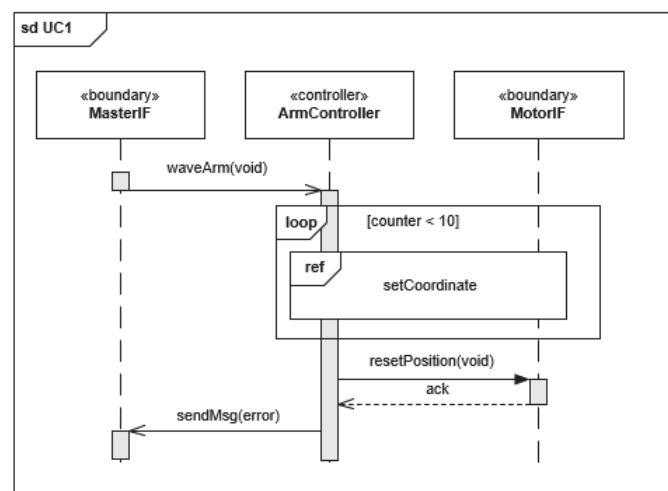 sd UC1
«boundary»
MasterIF
«controller»
ArmController
«boundary»
MotorIF
waveArm(void)
loop
[counter < 10]
ref
setCoordinate
resetPosition(void)
ack
sendMsg(error)